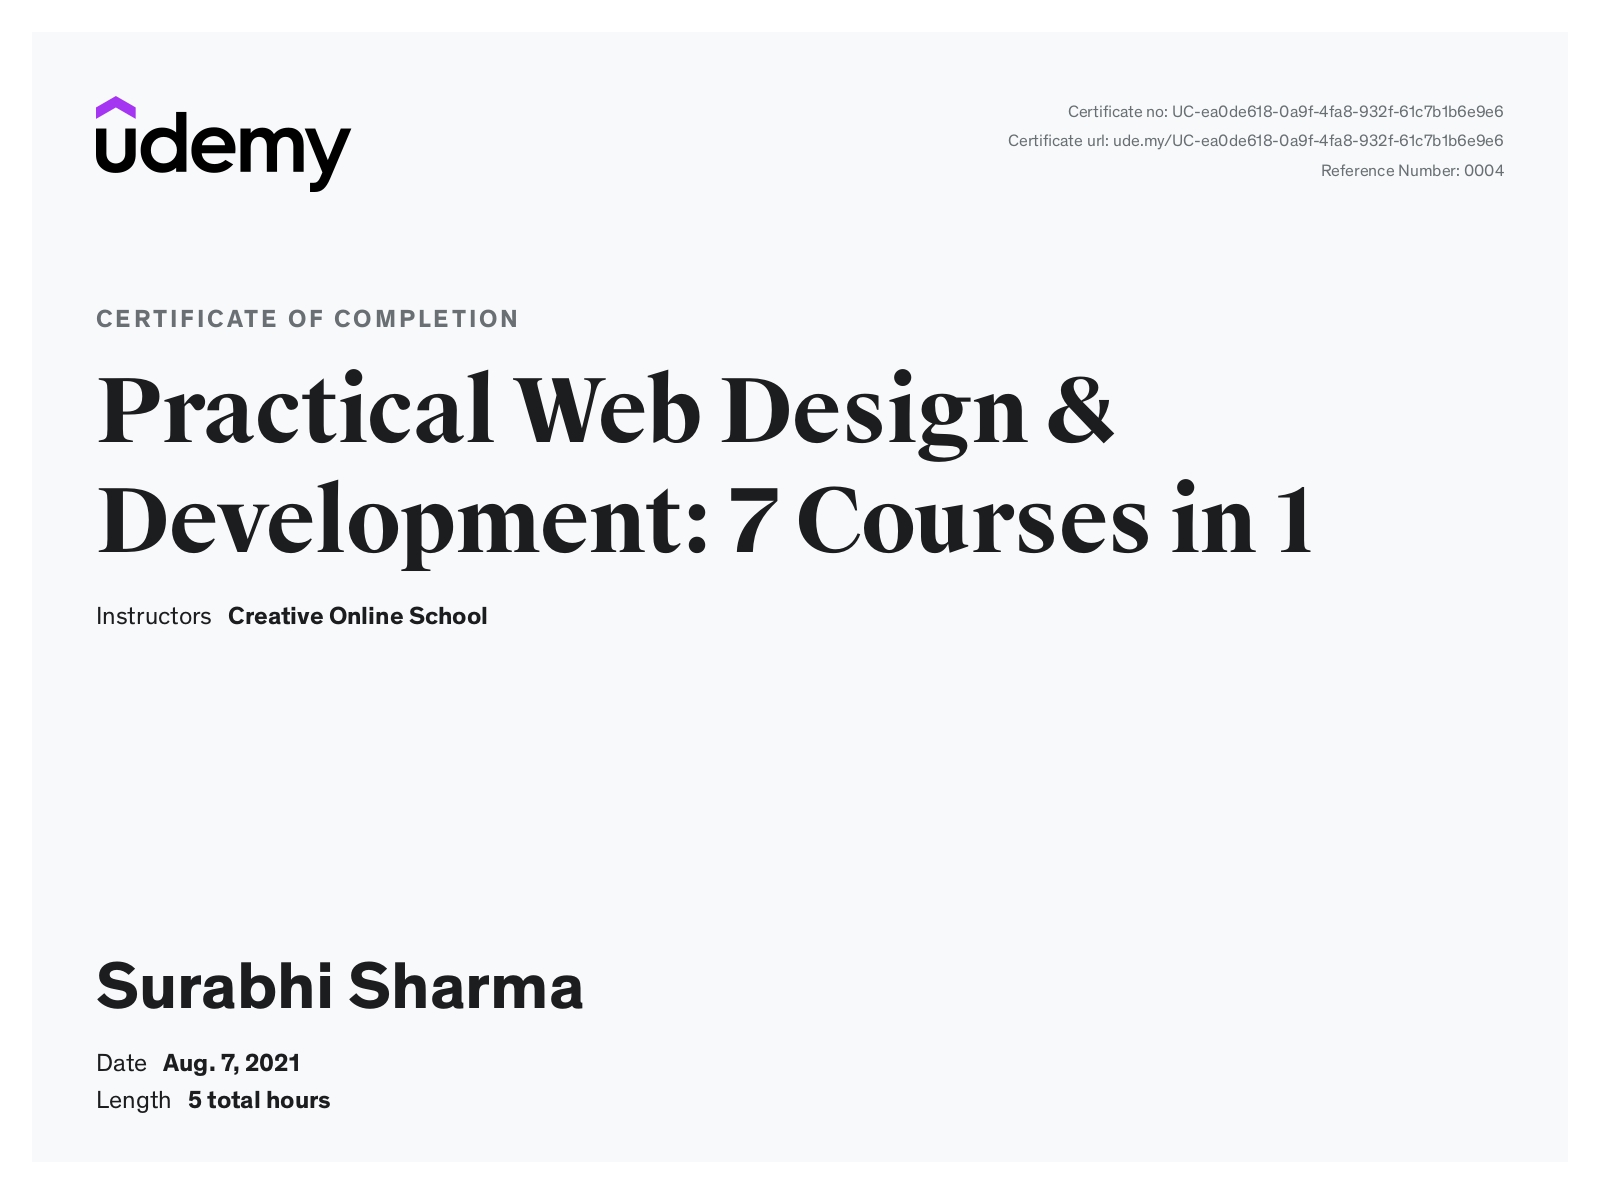 udemy
Certificate no: UC-ea0de618-0a9f-4fa8-932f-61c7b1b6e9e6
Certificate url: ude.my/UC-ea0de618-0a9f-4fa8-932f-61c7b1b6e9e6
Reference Number: 0004
CERTIFICATE OF COMPLETION
Practical Web Design &
Development: 7 Courses in 1
Instructors Creative Online School
Surabhi Sharma
Date Aug. 7, 2021
Length 5 total hours